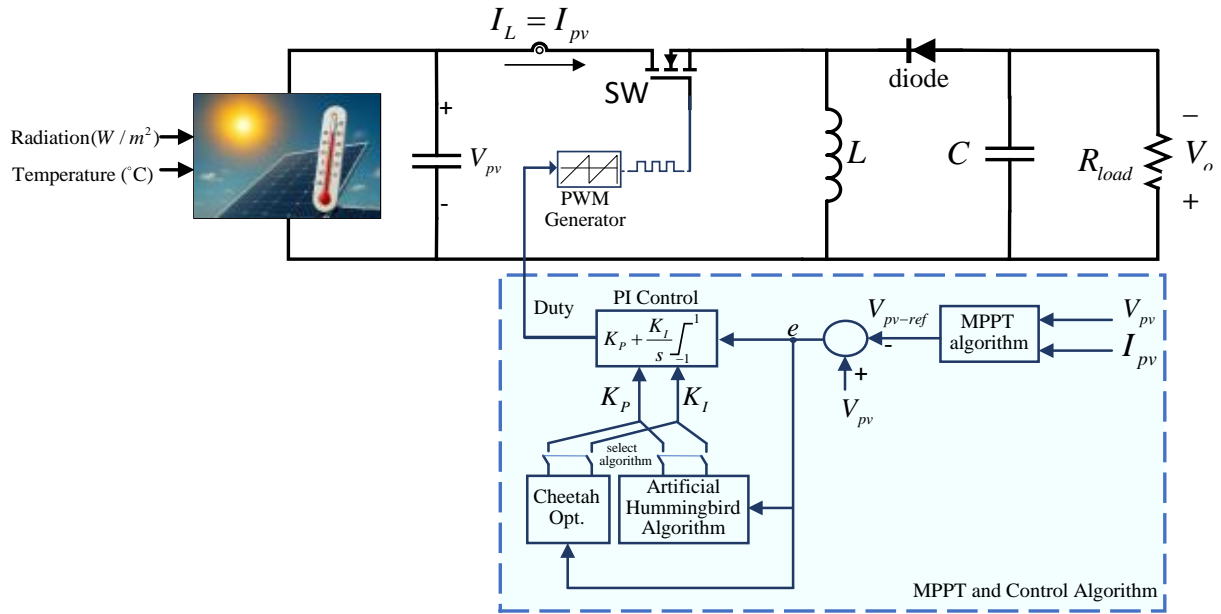 I_L = I_pv
SW
diode
Radiation(W / m²)
Temperature (°C)
+
V_pv
-
L
C
R_load
−
V_o
+
PWM
Generator
Duty
PI Control
K_P + K_I/s ∫_-1^1
e
V_pv−ref
-
+
V_pv
MPPT
algorithm
V_pv
I_pv
K_P
K_I
select
algorithm
Cheetah
Opt.
Artificial
Hummingbird
Algorithm
MPPT and Control Algorithm